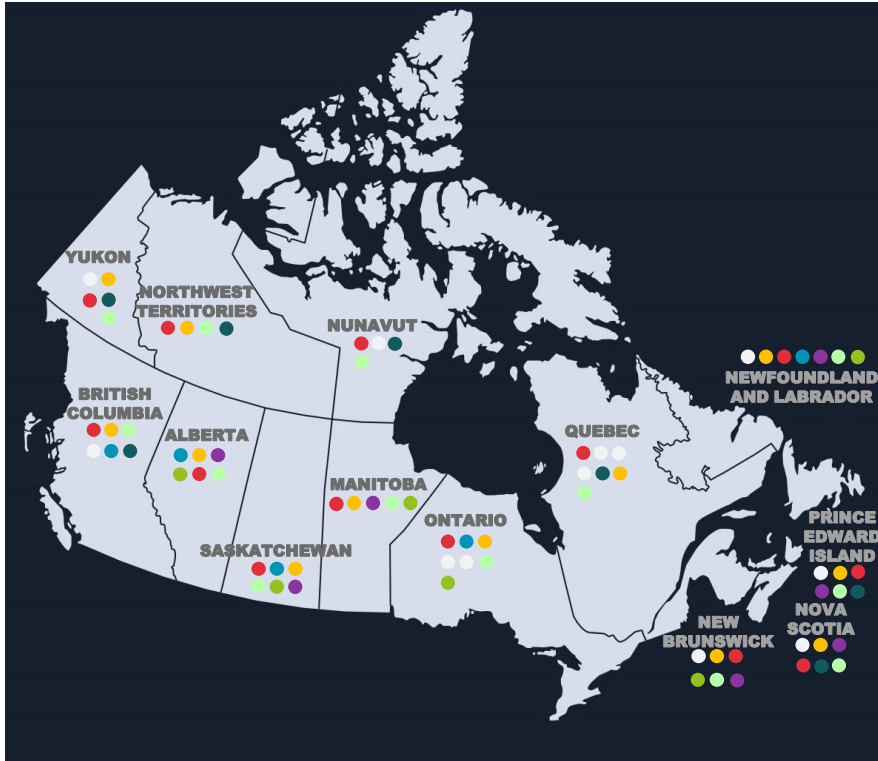 YUKON
NORTHWEST
TERRITORIES
NUNAVUT
BRITISH
COLUMBIA
ALBERTA
QUEBEC
NEWFOUNDLAND
AND LABRADOR
MANITOBA
ONTARIO
SASKATCHEWAN
PRINCE
EDWARD
ISLAND
NOVA
SCOTIA
NEW
BRUNSWICK